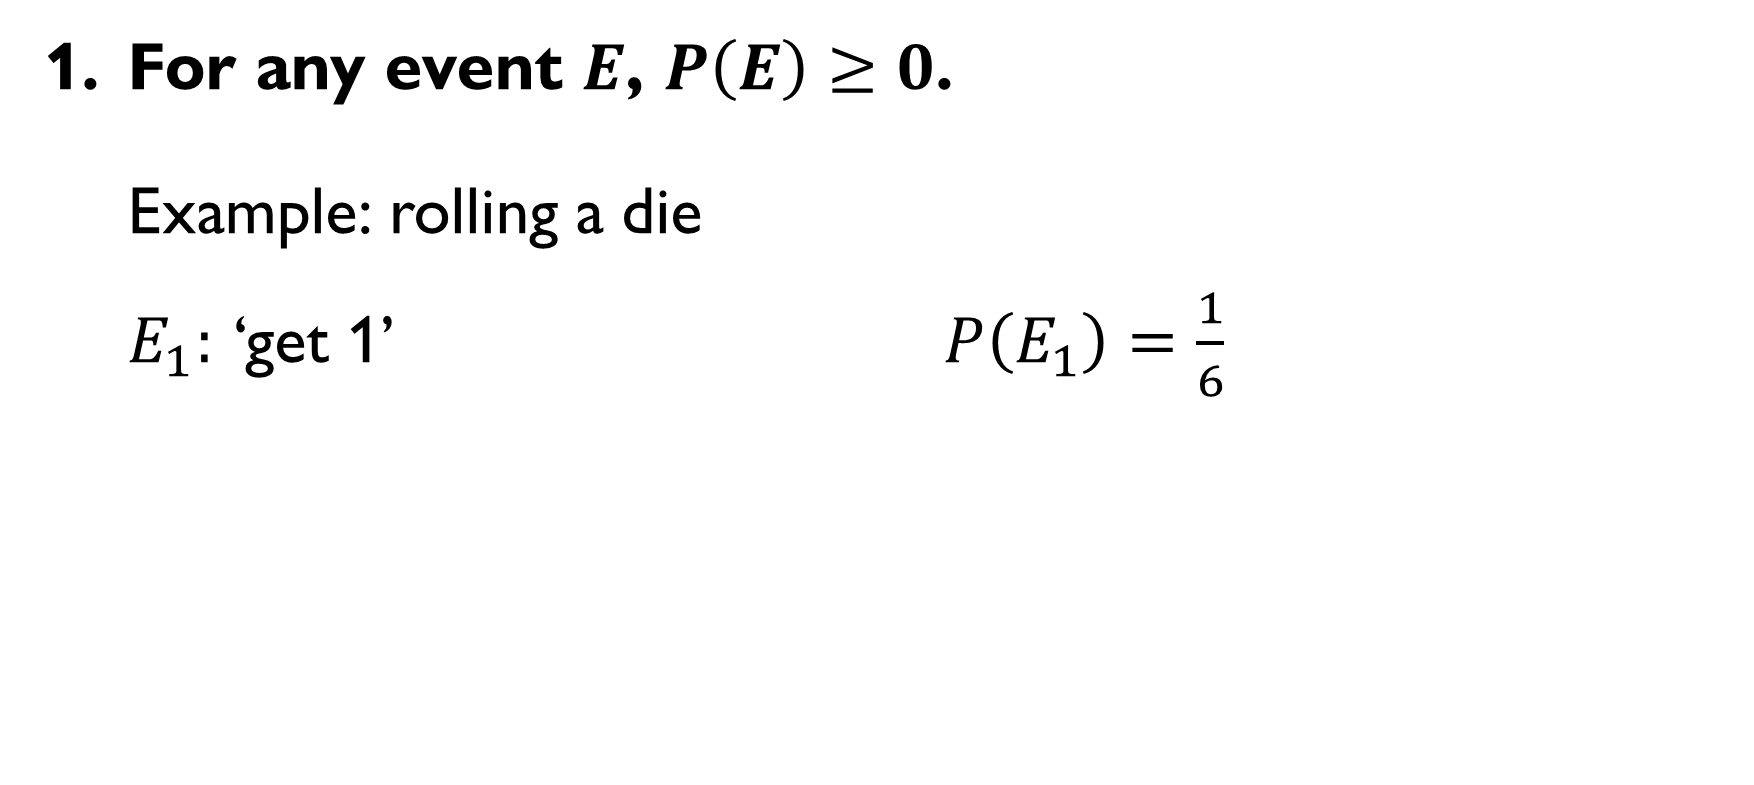 1. For any event E, P(E) ≥ 0.
Example: rolling a die
E₁: ‘get 1’ P(E₁) = 1/6